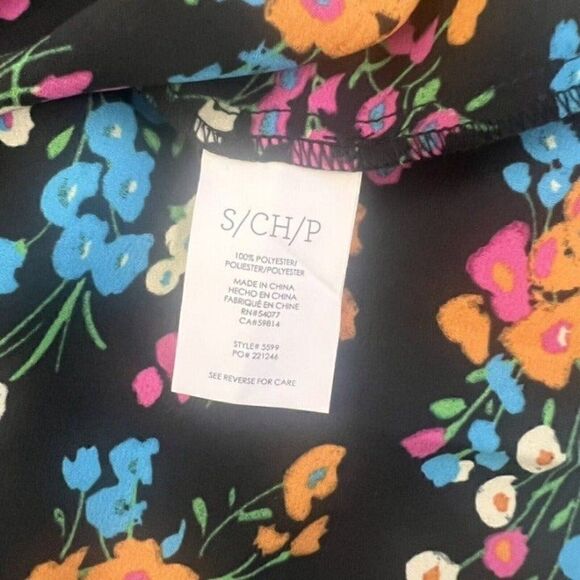 S/CH/P
100% POLYESTER/
POLIESTER/POLYESTER
MADE IN CHINA
HECHO EN CHINA
FABRIQUÉ EN CHINE
RN#54077
CA#59814
STYLE# 5599
PO# 221246
SEE REVERSE FOR CARE